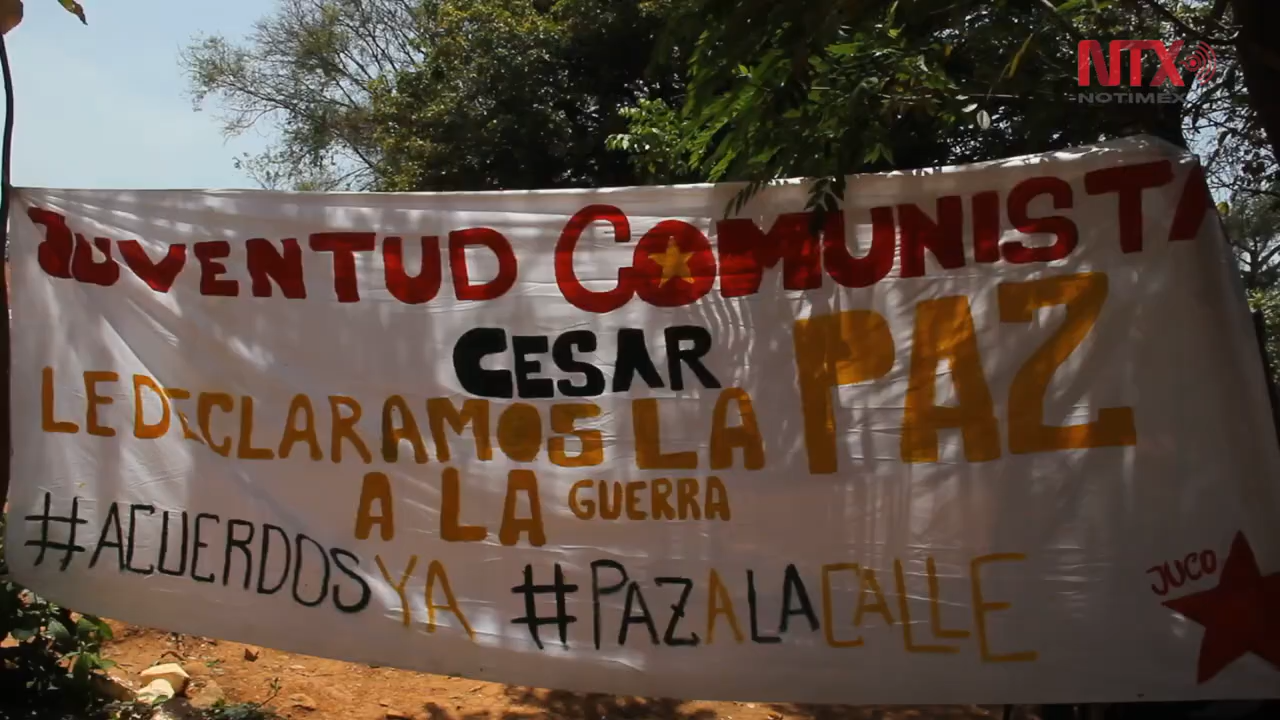 NTX
NOTIMEX
JUVENTUD COMUNISTA
CESAR
LE DECLARAMOS LA PAZ
A LA GUERRA
#ACUERDOSYA #PAZALACALLE
JUCO